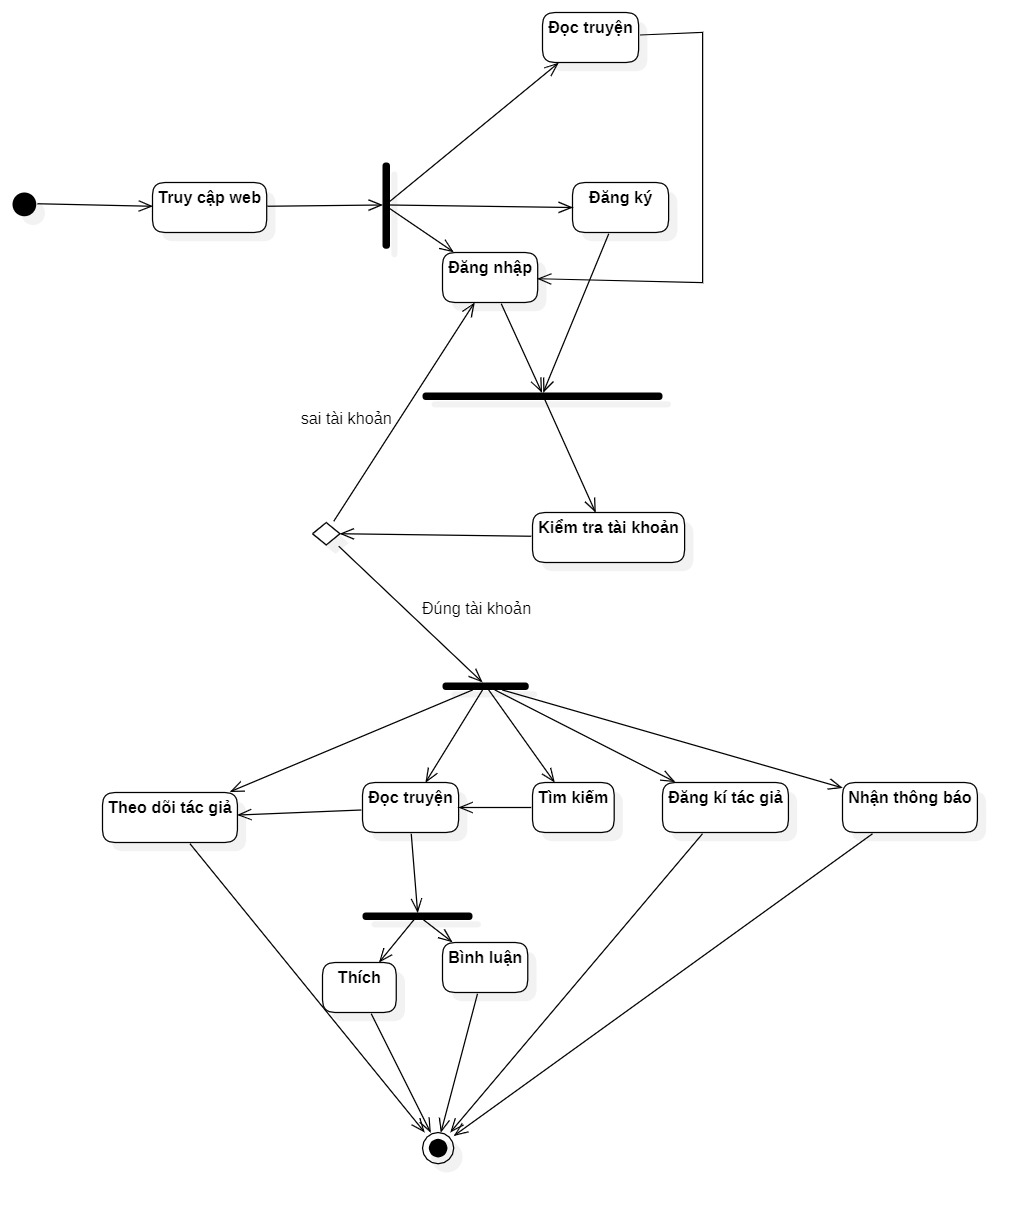 Đọc truyện
Truy cập web
Đăng ký
Đăng nhập
sai tài khoản
Kiểm tra tài khoản
Đúng tài khoản
Theo dõi tác giả
Đọc truyện
Tìm kiếm
Đăng kí tác giả
Nhận thông báo
Thích
Bình luận